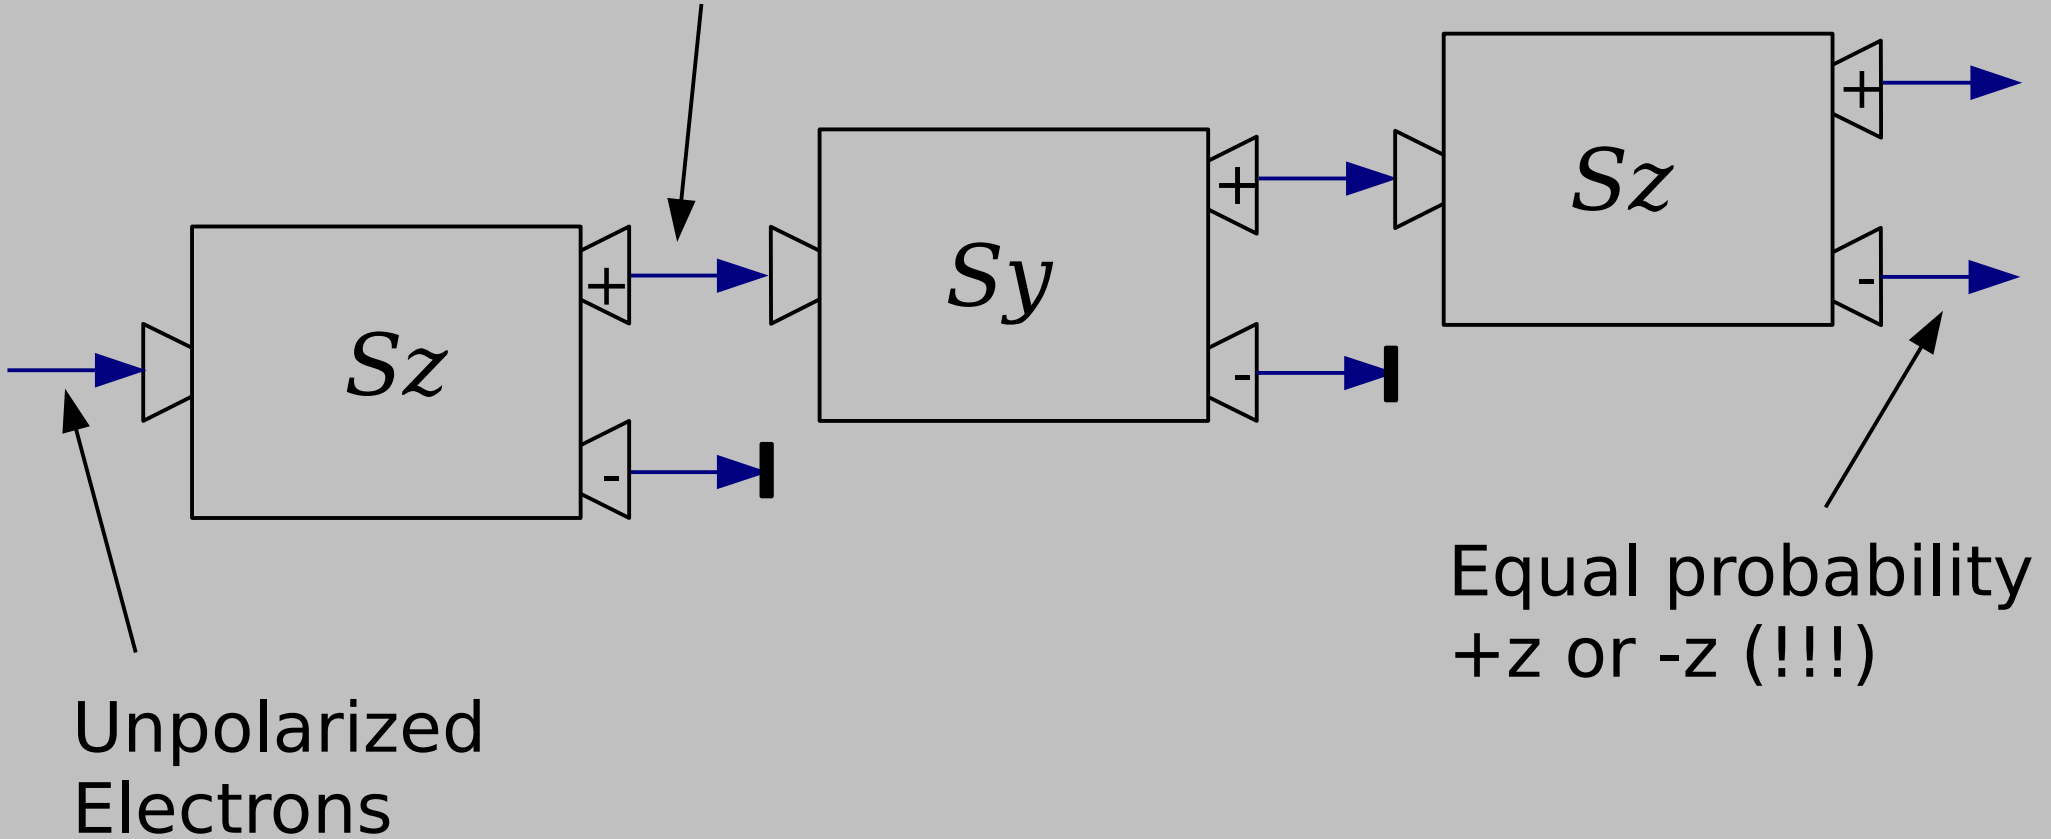 Sz
+
-
Sy
+
-
Sz
+
-
Unpolarized
Electrons
Equal probability
+z or -z (!!!)